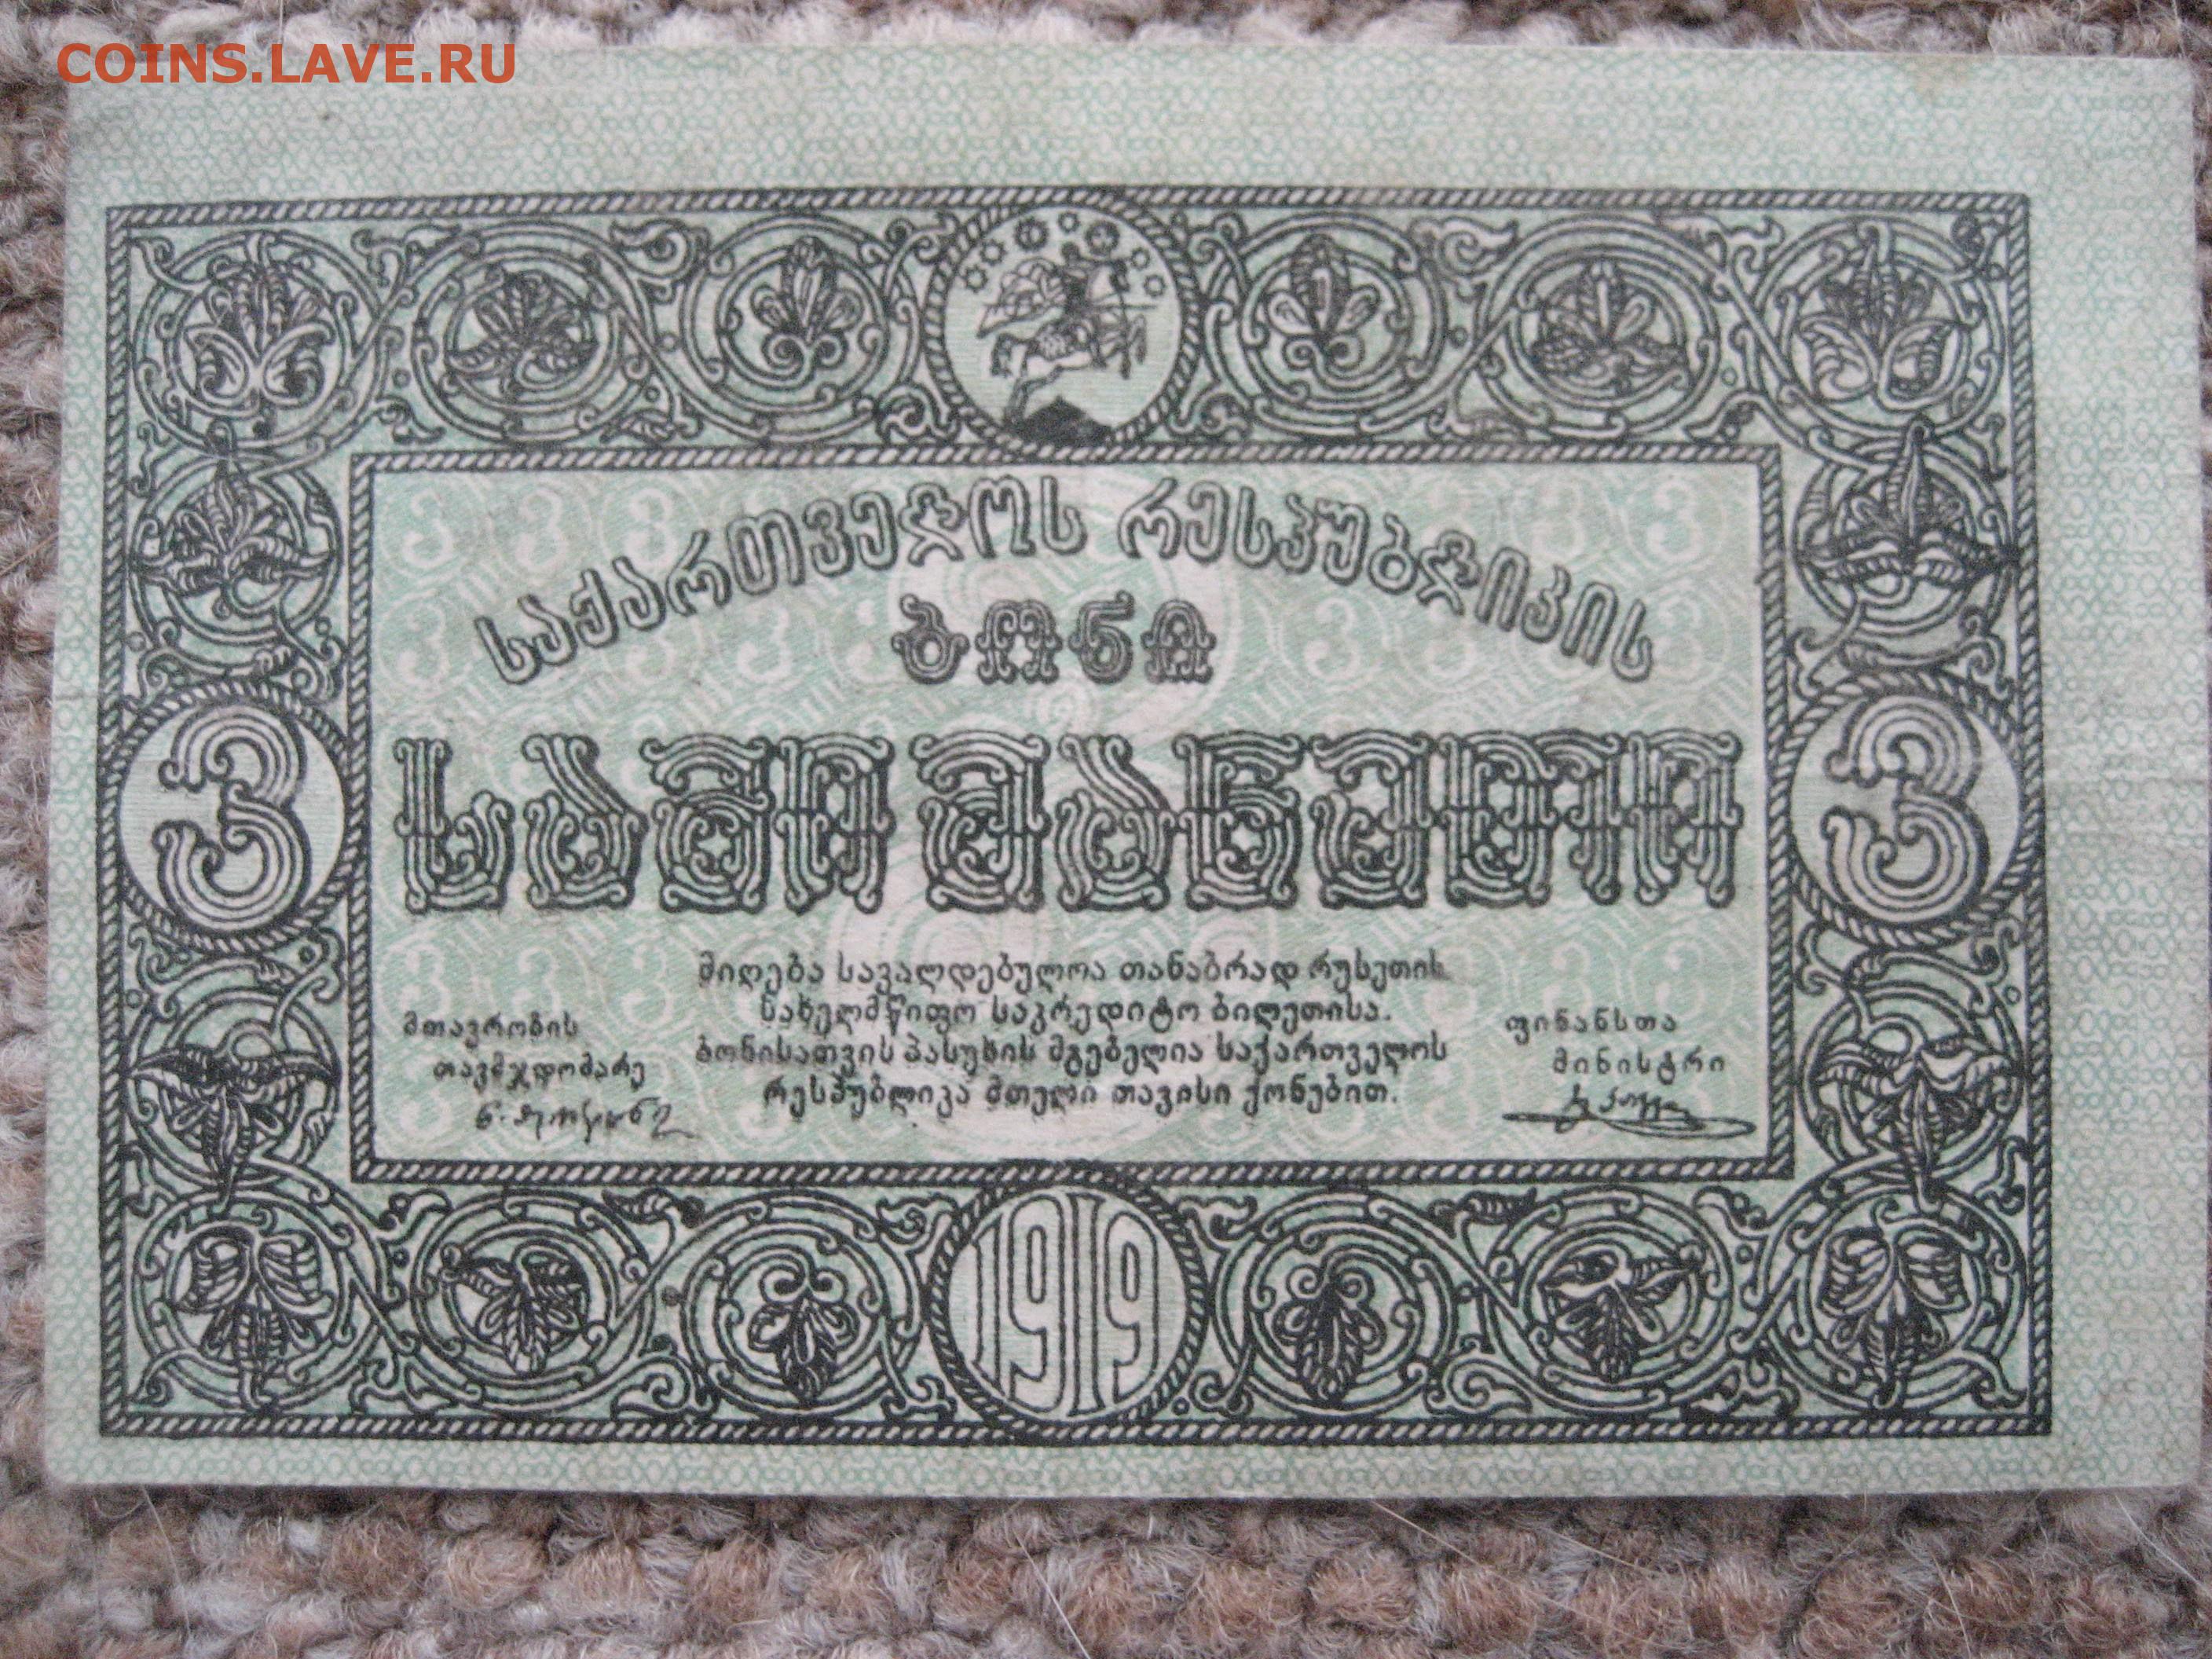 COINS.LAVE.RU
საქართველოს რესპუბლიკის
ბონი
3 სამი მანეთი 3
მიღება სავალდებულოა თანაბრად რუსეთის
ნახელმწიფო საკრედიტო ბილეთისა.
ბონისათვის პასუხის მგებელია საქართველოს
რესპუბლიკა მთელი თავისი ქონებით.
მთავრობის
თავმჯდომარე
ფინანსთა
მინისტრი
1919